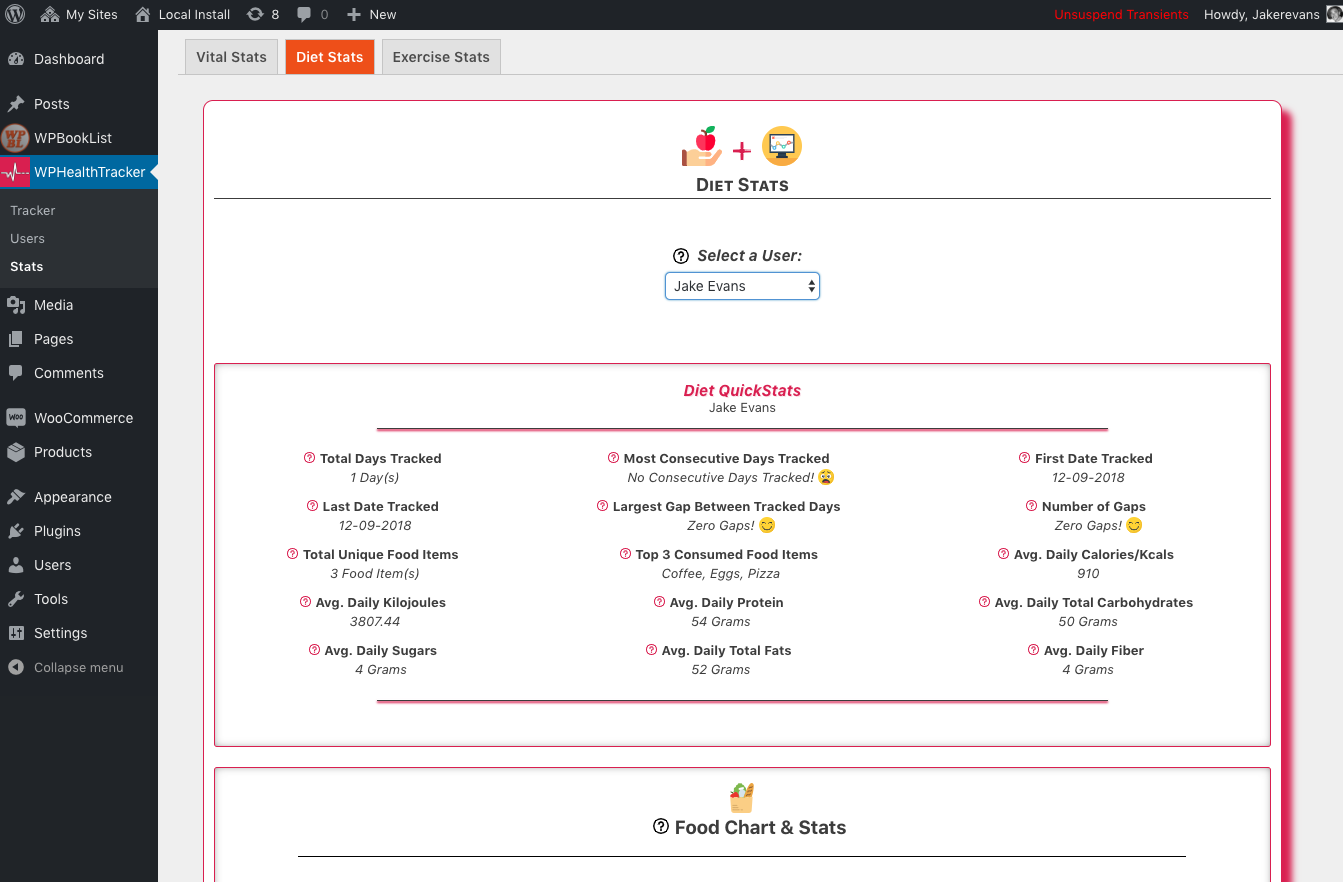 My Sites Local Install 8 0 New Unsuspend Transients Howdy, Jakerevans
Dashboard
Posts
WPBookList
WPHealthTracker
Tracker
Users
Stats
Media
Pages
Comments
WooCommerce
Products
Appearance
Plugins
Users
Tools
Settings
Collapse menu
Vital Stats Diet Stats Exercise Stats
Diet Stats
Select a User:
Jake Evans
Diet QuickStats
Jake Evans
Total Days Tracked Most Consecutive Days Tracked First Date Tracked
1 Day(s) No Consecutive Days Tracked! 😩 12-09-2018
Last Date Tracked Largest Gap Between Tracked Days Number of Gaps
12-09-2018 Zero Gaps! 😊 Zero Gaps! 😊
Total Unique Food Items Top 3 Consumed Food Items Avg. Daily Calories/Kcals
3 Food Item(s) Coffee, Eggs, Pizza 910
Avg. Daily Kilojoules Avg. Daily Protein Avg. Daily Total Carbohydrates
3807.44 54 Grams 50 Grams
Avg. Daily Sugars Avg. Daily Total Fats Avg. Daily Fiber
4 Grams 52 Grams 4 Grams
Food Chart & Stats